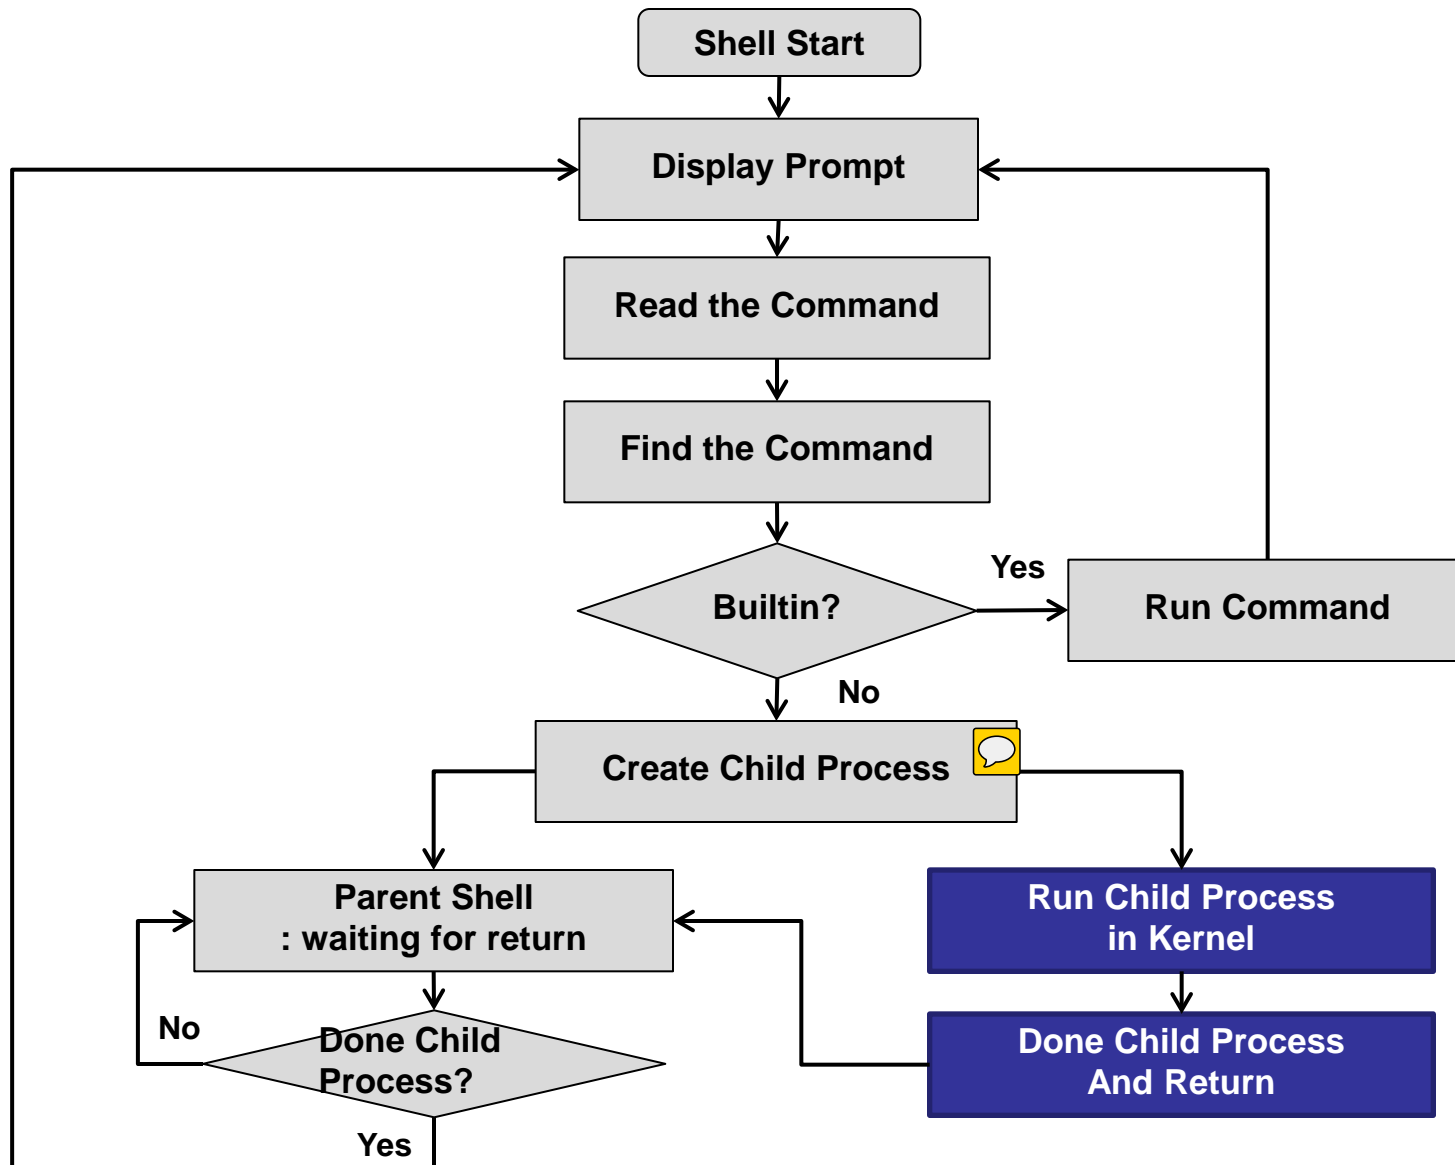 Shell Start
Display Prompt
Read the Command
Find the Command
Builtin?
Yes
Run Command
No
Create Child Process
Parent Shell
: waiting for return
Run Child Process
in Kernel
No
Done Child
Process?
Done Child Process
And Return
Yes